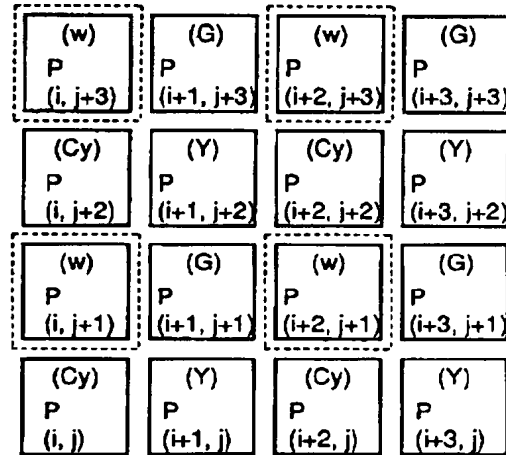 (w) (G) (w) (G)
P P P P
(i, j+3) (i+1, j+3) (i+2, j+3) (i+3, j+3)
(Cy) (Y) (Cy) (Y)
P P P P
(i, j+2) (i+1, j+2) (i+2, j+2) (i+3, j+2)
(w) (G) (w) (G)
P P P P
(i, j+1) (i+1, j+1) (i+2, j+1) (i+3, j+1)
(Cy) (Y) (Cy) (Y)
P P P P
(i, j) (i+1, j) (i+2, j) (i+3, j)